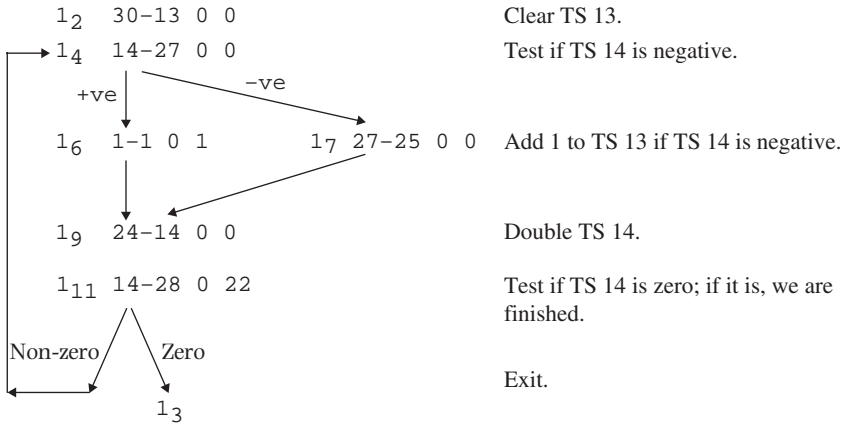 1₂ 30–13 0 0 Clear TS 13.
1₄ 14–27 0 0 Test if TS 14 is negative.
+ve –ve
1₆ 1–1 0 1 1₇ 27–25 0 0 Add 1 to TS 13 if TS 14 is negative.
1₉ 24–14 0 0 Double TS 14.
1₁₁ 14–28 0 22 Test if TS 14 is zero; if it is, we are
finished.
Non-zero Zero
Exit.
1₃